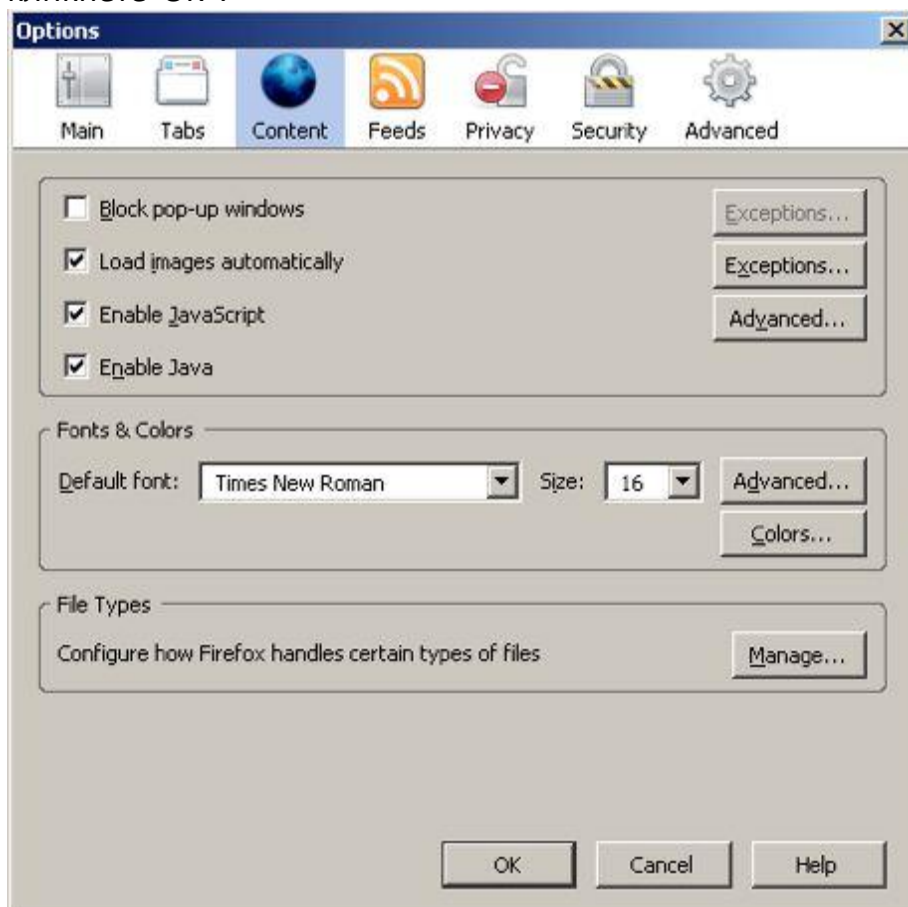 Options
Main Tabs Content Feeds Privacy Security Advanced
Block pop-up windows Exceptions...
Load images automatically Exceptions...
Enable JavaScript Advanced...
Enable Java
Fonts & Colors
Default font: Times New Roman Size: 16 Advanced...
Colors...
File Types
Configure how Firefox handles certain types of files Manage...
OK Cancel Help